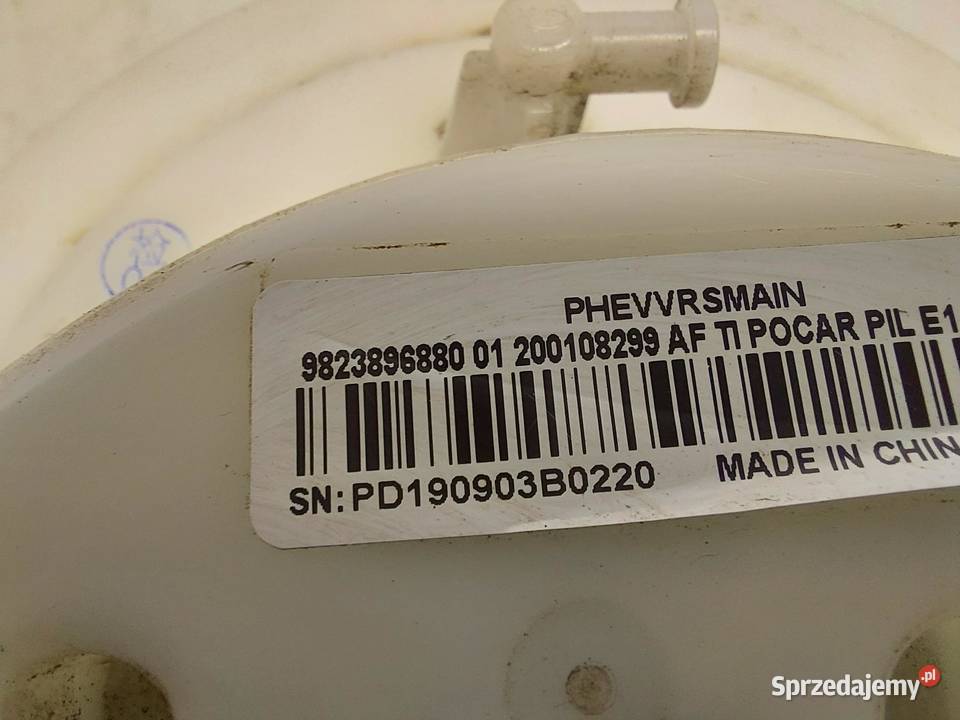 PHEVVRSMAIN
9823896880 01 200108299 AF TI POCAR PIL E1
SN: PD190903B0220
MADE IN CHIN
Sprzedajemy.pl